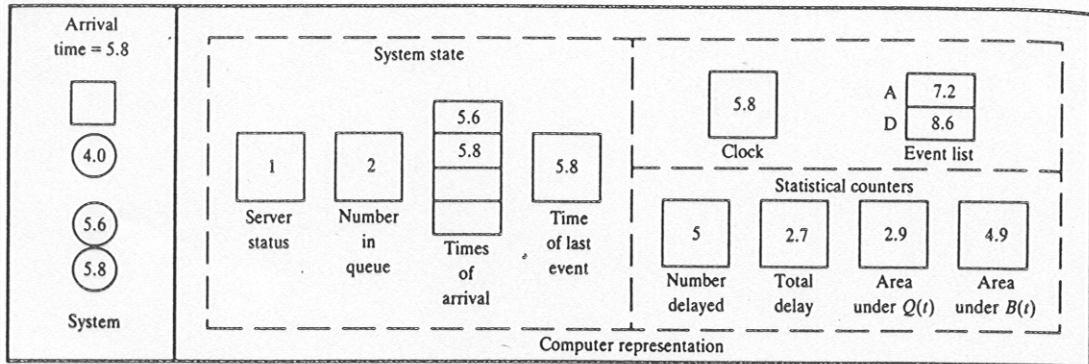 Arrival
time = 5.8
4.0
5.6
5.8
System
System state
1
Server
status
2
Number
in
queue
5.6
5.8
Times
of
arrival
5.8
Time
of last
event
5.8
Clock
A 7.2
D 8.6
Event list
Statistical counters
5
Number
delayed
2.7
Total
delay
2.9
Area
under Q(t)
4.9
Area
under B(t)
Computer representation